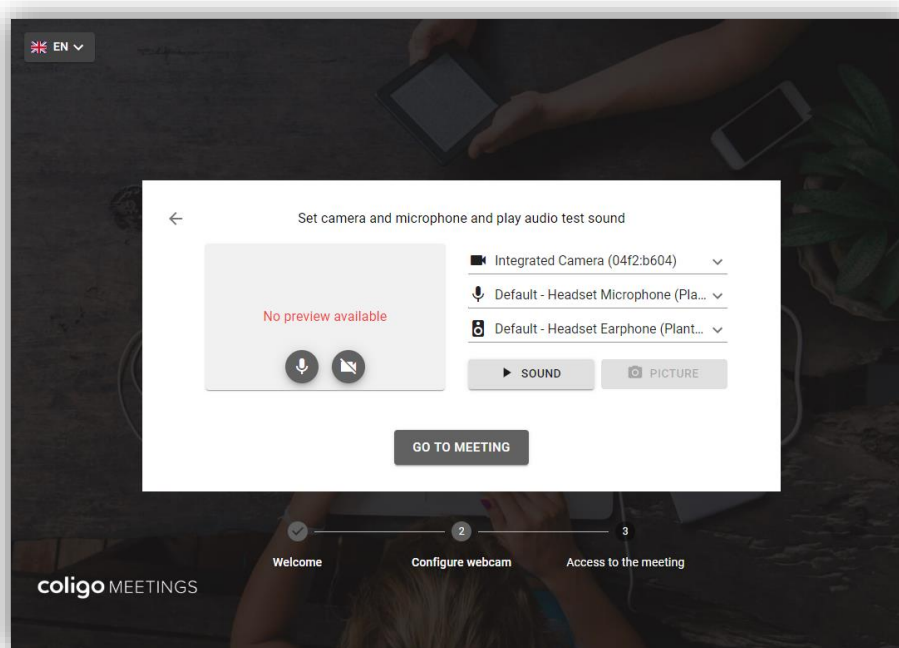 EN
Set camera and microphone and play audio test sound
No preview available
Integrated Camera (04f2:b604)
Default - Headset Microphone (Pla...
Default - Headset Earphone (Plant...
SOUND
PICTURE
GO TO MEETING
2
3
Welcome
Configure webcam
Access to the meeting
coligo MEETINGS